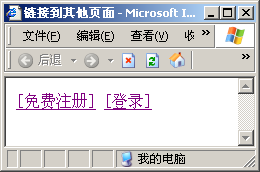 链接到其他页面 - Microsoft I...
文件(F) 编辑(E) 查看(V) 收 »
后退 »
[免费注册] [登录]
我的电脑